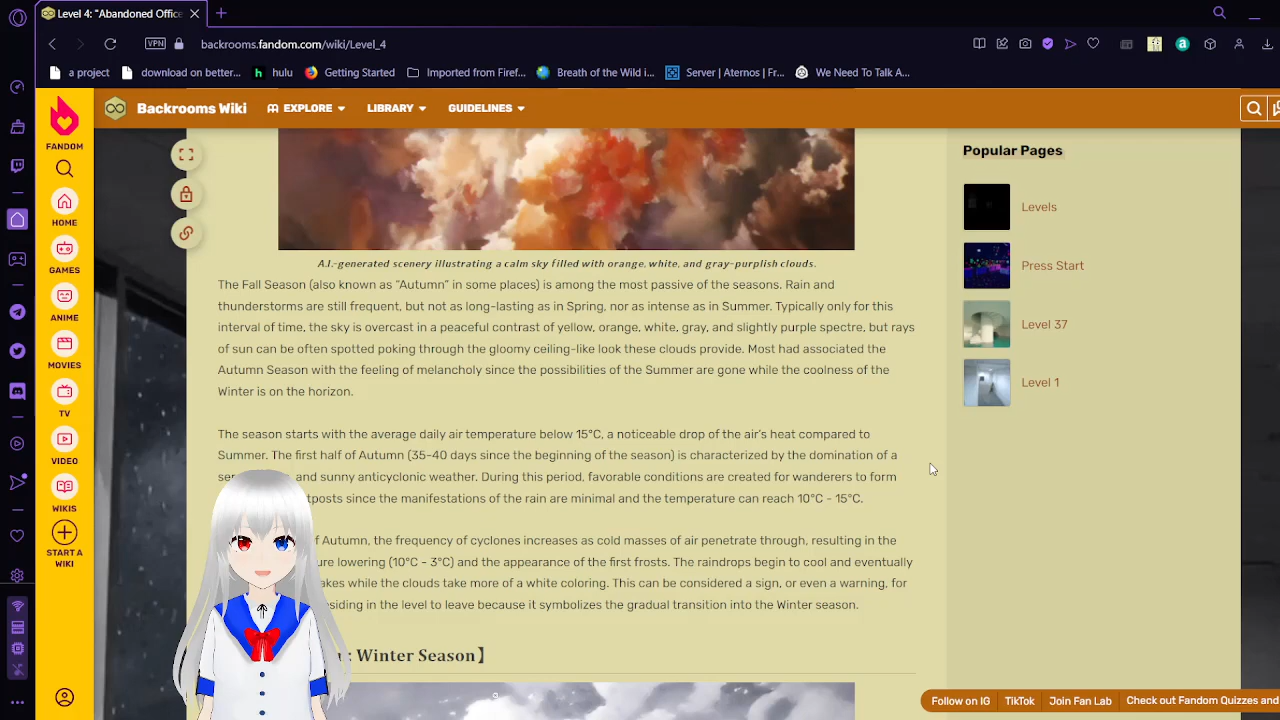 Level 4: "Abandoned Office
VPN
backrooms.fandom.com/wiki/Level_4
a project
download on better...
hulu
Getting Started
Imported from Firef...
Breath of the Wild i...
Server | Aternos | Fr...
We Need To Talk A...
Backrooms Wiki
EXPLORE
LIBRARY
GUIDELINES
FANDOM
HOME
GAMES
ANIME
MOVIES
TV
VIDEO
WIKIS
START A
WIKI
A.I.-generated scenery illustrating a calm sky filled with orange, white, and gray-purplish clouds.
The Fall Season (also known as "Autumn" in some places) is among the most passive of the seasons. Rain and
thunderstorms are still frequent, but not as long-lasting as in Spring, nor as intense as in Summer. Typically only for this
interval of time, the sky is overcast in a peaceful contrast of yellow, orange, white, gray, and slightly purple spectre, but rays
of sun can be often spotted poking through the gloomy ceiling-like look these clouds provide. Most had associated the
Autumn Season with the feeling of melancholy since the possibilities of the Summer are gone while the coolness of the
Winter is on the horizon.
The season starts with the average daily air temperature below 15°C, a noticeable drop of the air's heat compared to
Summer. The first half of Autumn (35-40 days since the beginning of the season) is characterized by the domination of a
and sunny anticyclonic weather. During this period, favorable conditions are created for wanderers to form
tposts since the manifestations of the rain are minimal and the temperature can reach 10°C - 15°C.
f Autumn, the frequency of cyclones increases as cold masses of air penetrate through, resulting in the
ure lowering (10°C - 3°C) and the appearance of the first frosts. The raindrops begin to cool and eventually
akes while the clouds take more of a white coloring. This can be considered a sign, or even a warning, for
siding in the level to leave because it symbolizes the gradual transition into the Winter season.
: Winter Season】
Popular Pages
Levels
Press Start
Level 37
Level 1
Follow on IG
TikTok
Join Fan Lab
Check out Fandom Quizzes and